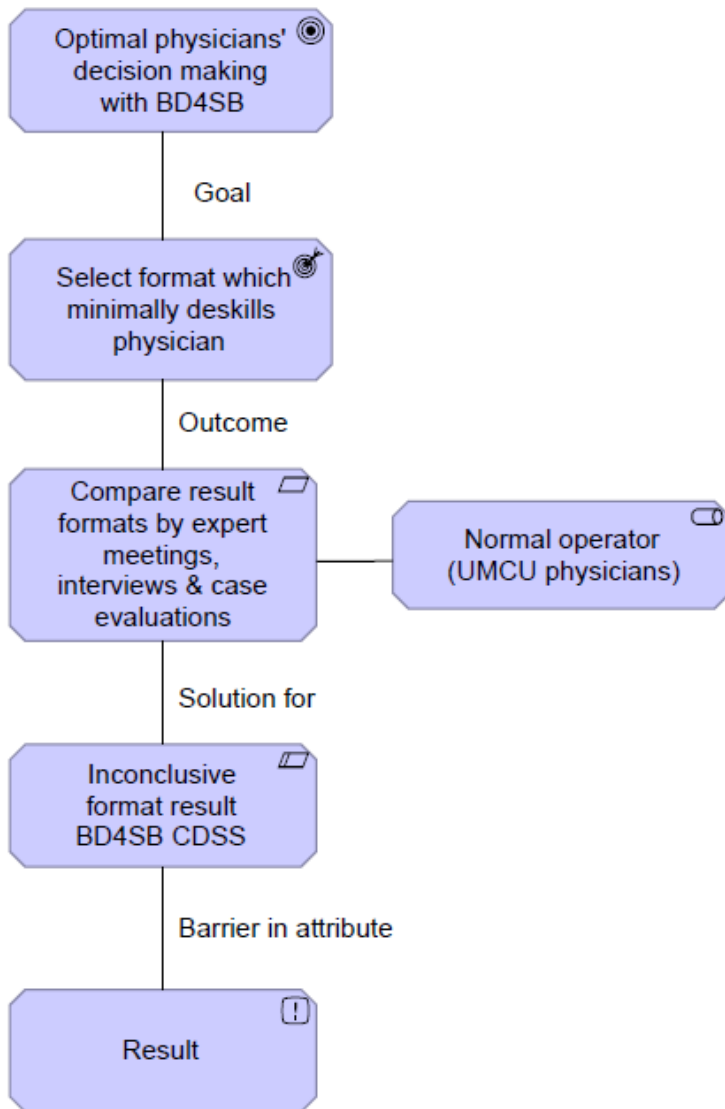 Optimal physicians'
decision making
with BD4SB
Goal
Select format which
minimally deskills
physician
Outcome
Compare result
formats by expert
meetings,
interviews & case
evaluations
Normal operator
(UMCU physicians)
Solution for
Inconclusive
format result
BD4SB CDSS
Barrier in attribute
Result